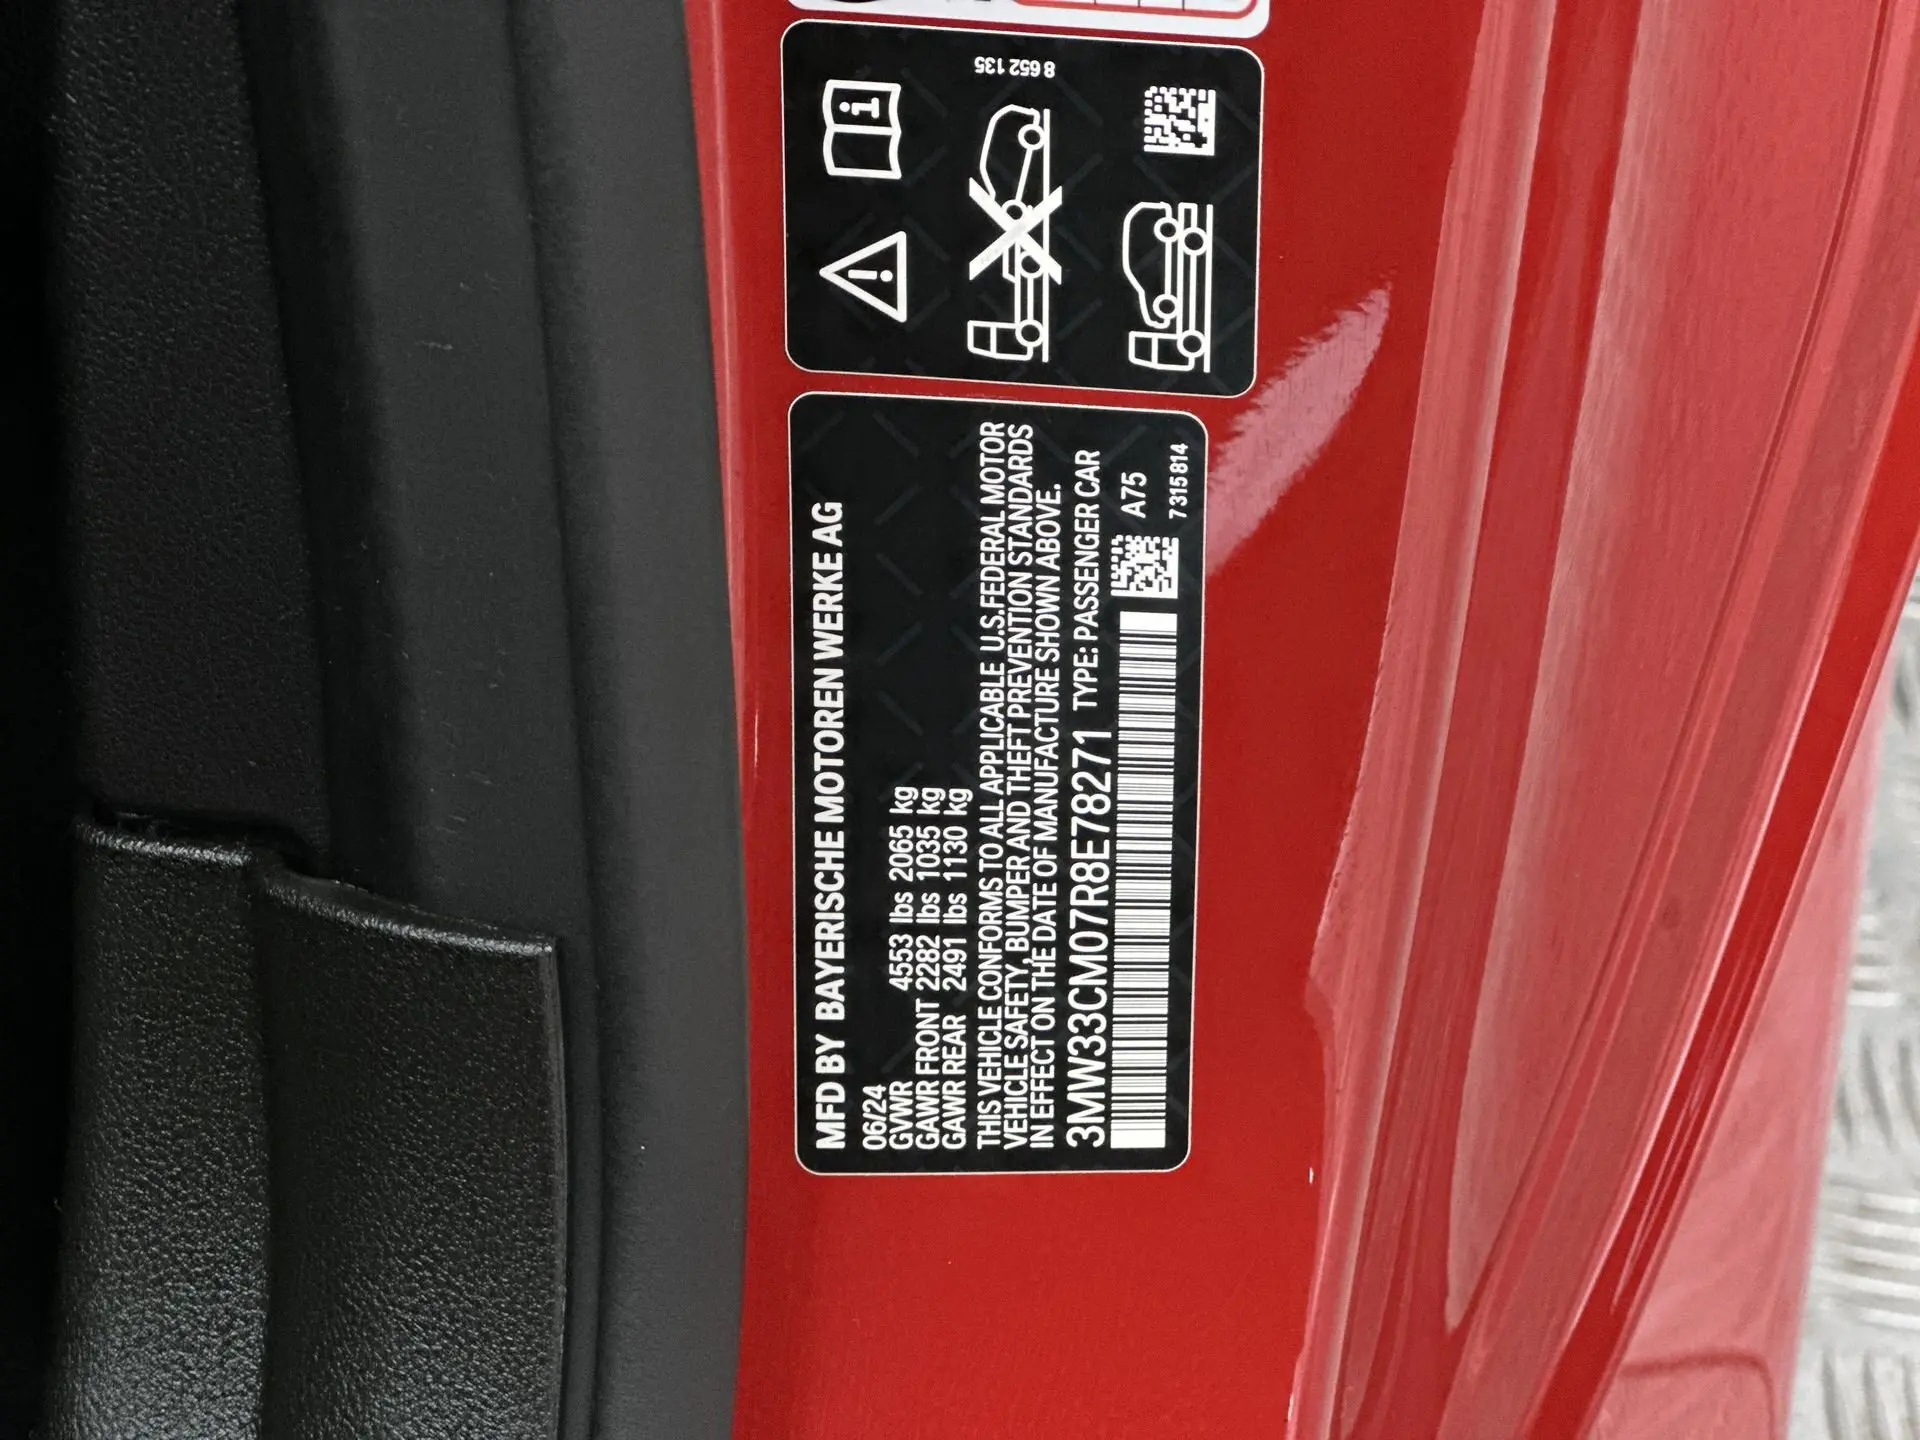 8 652 135
MFD BY BAYERISCHE MOTOREN WERKE AG
06/24
GVWR 4553 lbs 2065 kg
GAWR FRONT 2282 lbs 1035 kg
GAWR REAR 2491 lbs 1130 kg
THIS VEHICLE CONFORMS TO ALL APPLICABLE U.S.FEDERAL MOTOR
VEHICLE SAFETY, BUMPER AND THEFT PREVENTION STANDARDS
IN EFFECT ON THE DATE OF MANUFACTURE SHOWN ABOVE.
3MW33CM07R8E78271 TYPE: PASSENGER CAR
A75
7 315 814